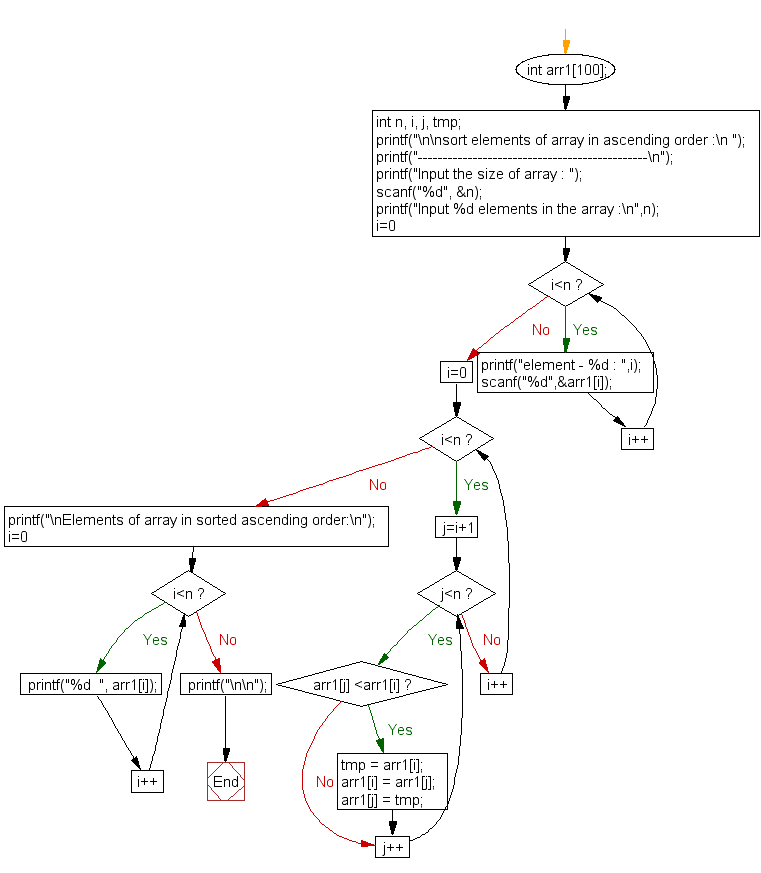 int arr1[100];
int n, i, j, tmp;
printf("\n\nsort elements of array in ascending order :\n ");
printf("----------------------------------------------\n");
printf("Input the size of array : ");
scanf("%d", &n);
printf("Input %d elements in the array :\n",n);
i=0
i<n ?
No
Yes
i=0
printf("element - %d : ",i);
scanf("%d",&arr1[i]);
i<n ?
i++
No
Yes
printf("\nElements of array in sorted ascending order:\n");
i=0
j=i+1
i<n ?
j<n ?
Yes
No
Yes
No
printf("%d  ", arr1[i]);
printf("\n\n");
arr1[j] <arr1[i] ?
i++
Yes
i++
End
No
tmp = arr1[i];
arr1[i] = arr1[j];
arr1[j] = tmp;
j++